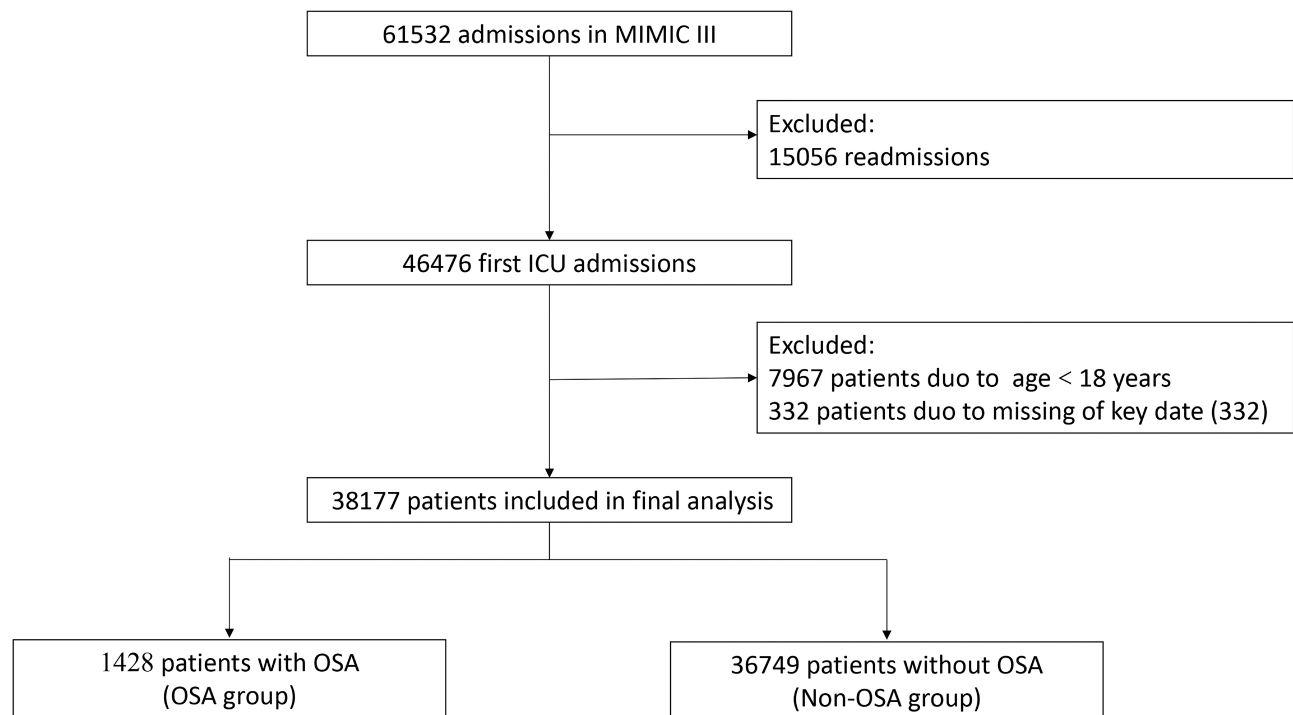 61532 admissions in MIMIC III
Excluded:
15056 readmissions
46476 first ICU admissions
Excluded:
7967 patients duo to  age < 18 years
332 patients duo to missing of key date (332)
38177 patients included in final analysis
1428 patients with OSA
(OSA group)
36749 patients without OSA
(Non-OSA group)